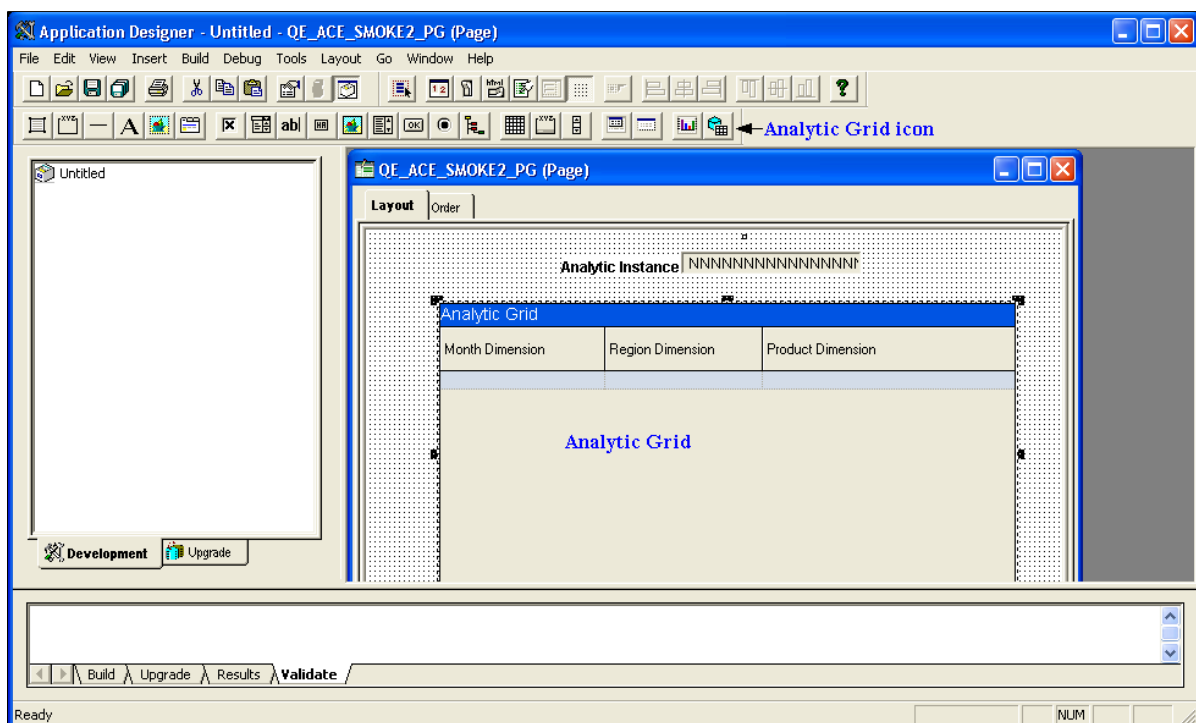 Application Designer - Untitled - QE_ACE_SMOKE2_PG (Page)
File Edit View Insert Build Debug Tools Layout Go Window Help
Analytic Grid icon
Untitled
QE_ACE_SMOKE2_PG (Page)
Layout Order
Analytic Instance NNNNNNNNNNNNNNNN
Analytic Grid
Month Dimension Region Dimension Product Dimension
Analytic Grid
Development Upgrade
Build Upgrade Results Validate
Ready NUM